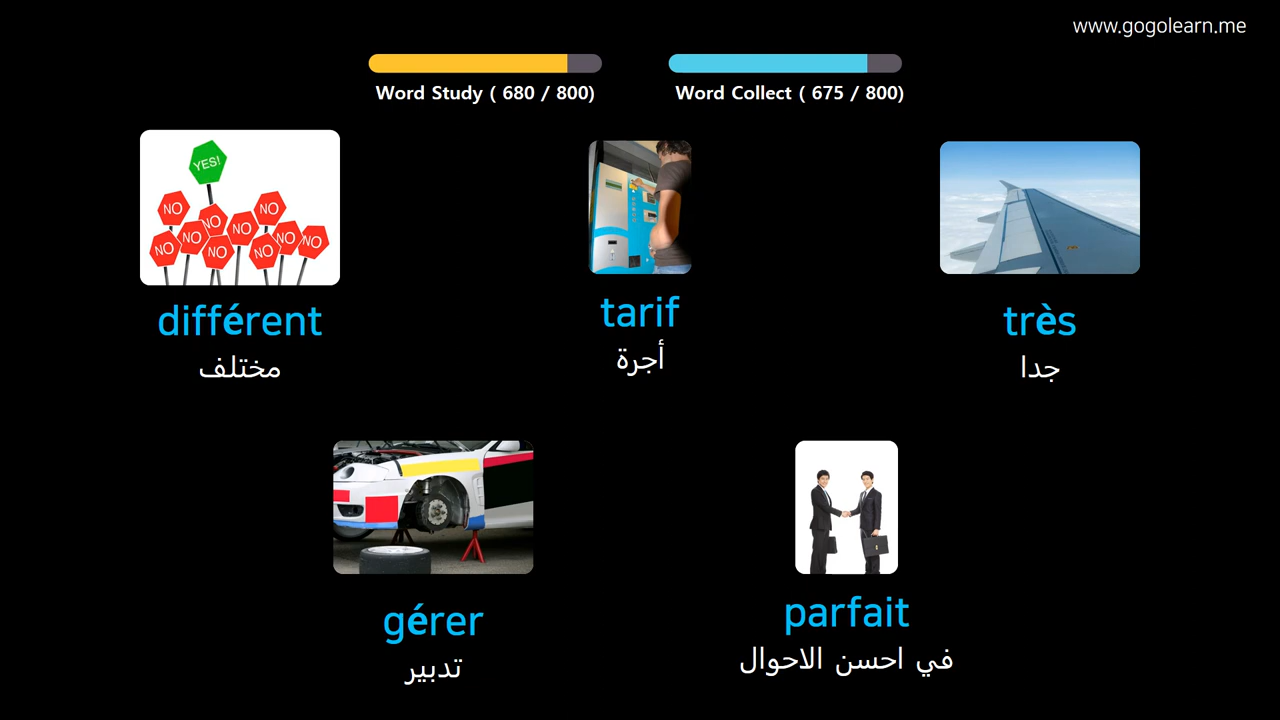 www.gogolearn.me
Word Study ( 680 / 800)
Word Collect ( 675 / 800)
YES!
NO
NO
NO
NO
NO
NO
NO
NO
NO
NO
différent
مختلف
tarif
أجرة
très
جدا
gérer
تدبير
parfait
في احسن الاحوال